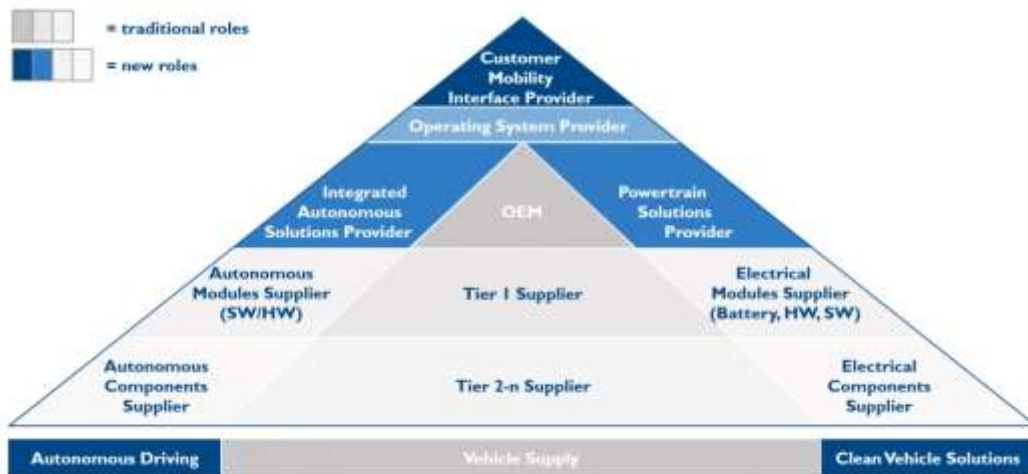 = traditional roles
= new roles
Customer
Mobility
Interface Provider
Operating System Provider
Integrated
Autonomous
Solutions Provider
OEM
Powertrain
Solutions
Provider
Autonomous
Modules Supplier
(SW/HW)
Tier 1 Supplier
Electrical
Modules Supplier
(Battery, HW, SW)
Autonomous
Components
Supplier
Tier 2-n Supplier
Electrical
Components
Supplier
Autonomous Driving
Vehicle Supply
Clean Vehicle Solutions